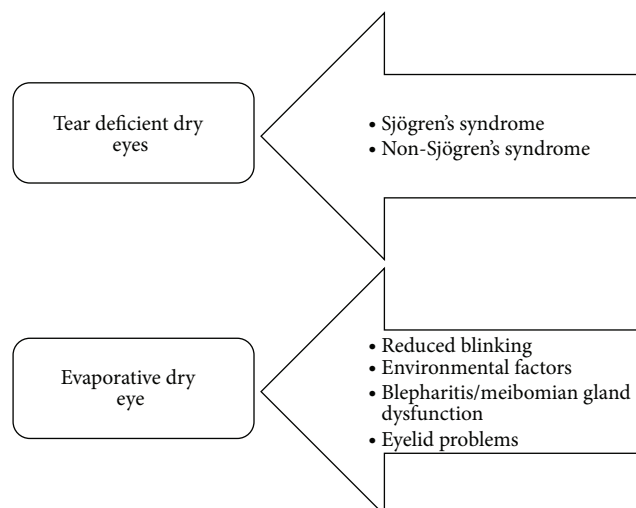 Tear deficient dry
eyes
• Sjögren's syndrome
• Non-Sjögren's syndrome
Evaporative dry
eye
• Reduced blinking
• Environmental factors
• Blepharitis/meibomian gland
dysfunction
• Eyelid problems